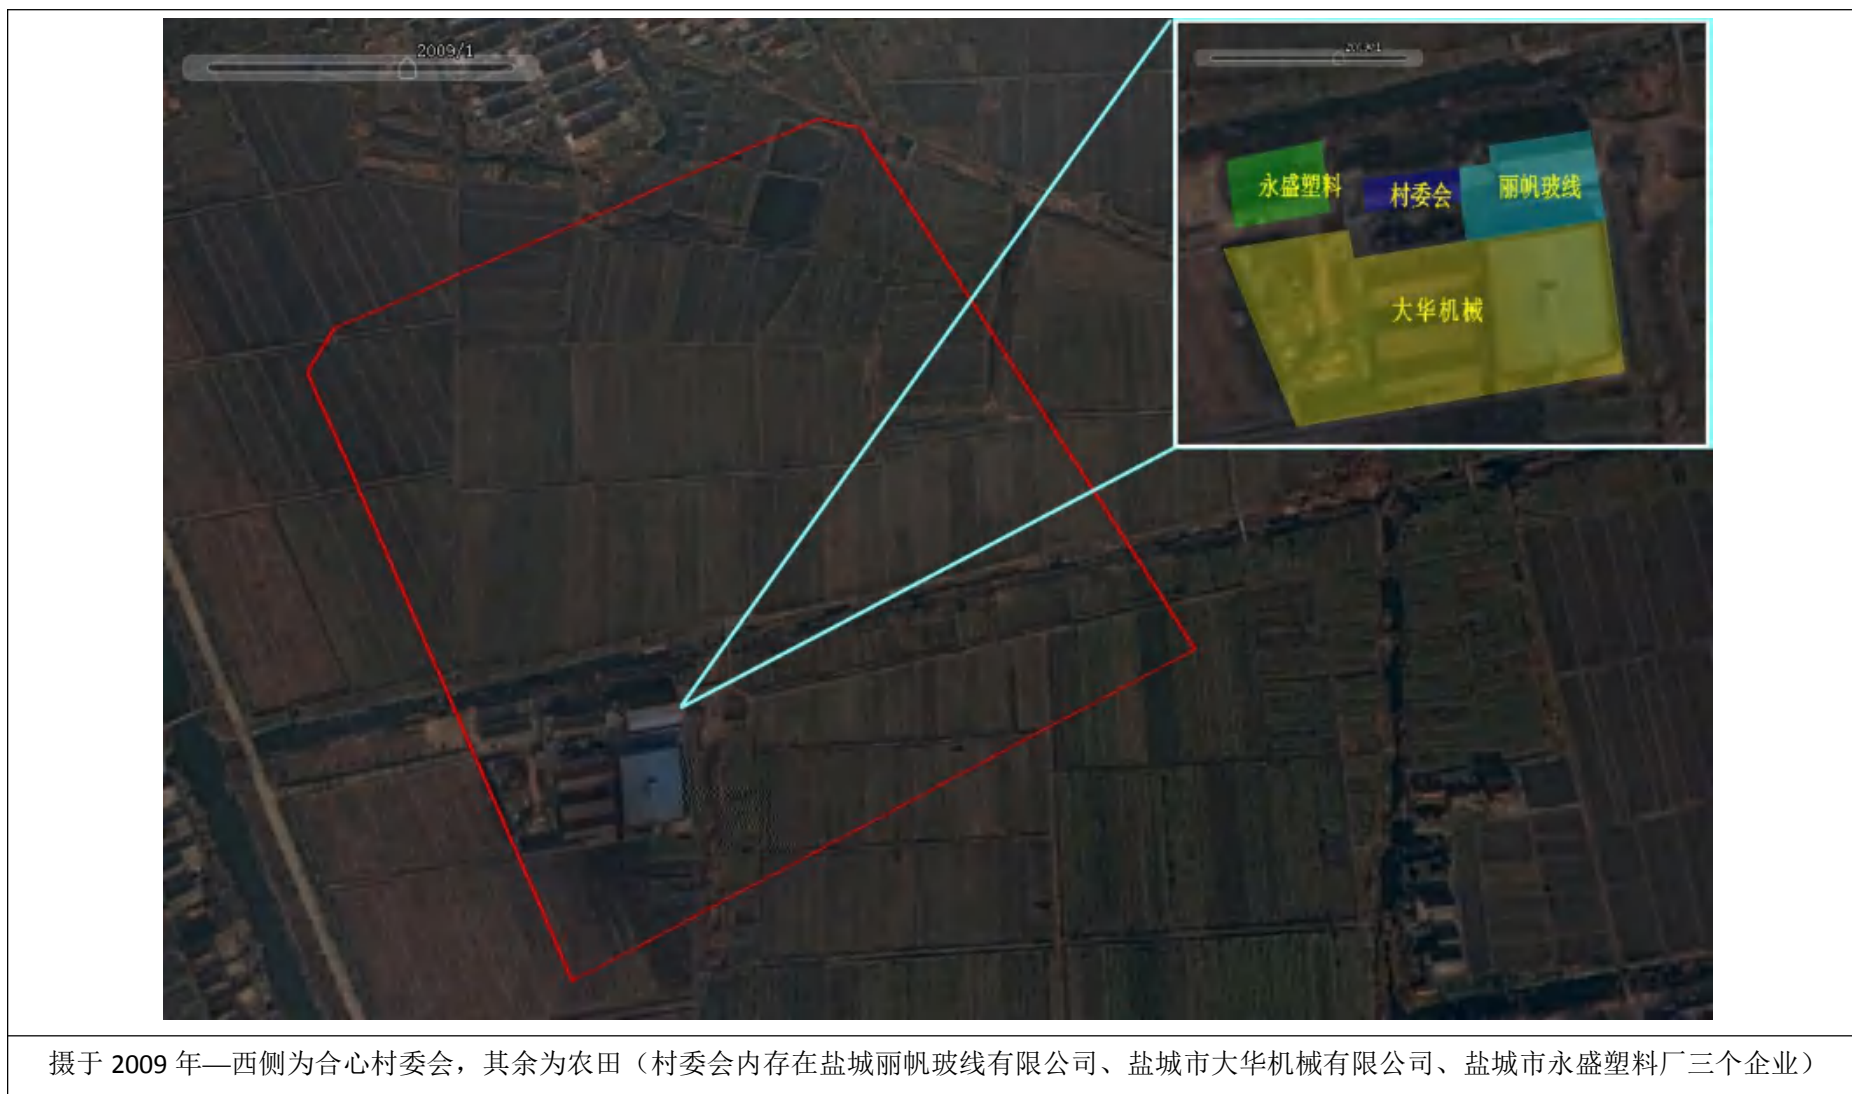 2009/1
永盛塑料
村委会
丽帆玻线
大华机械
摄于 2009 年—西侧为合心村委会，其余为农田（村委会内存在盐城丽帆玻线有限公司、盐城市大华机械有限公司、盐城市永盛塑料厂三个企业）